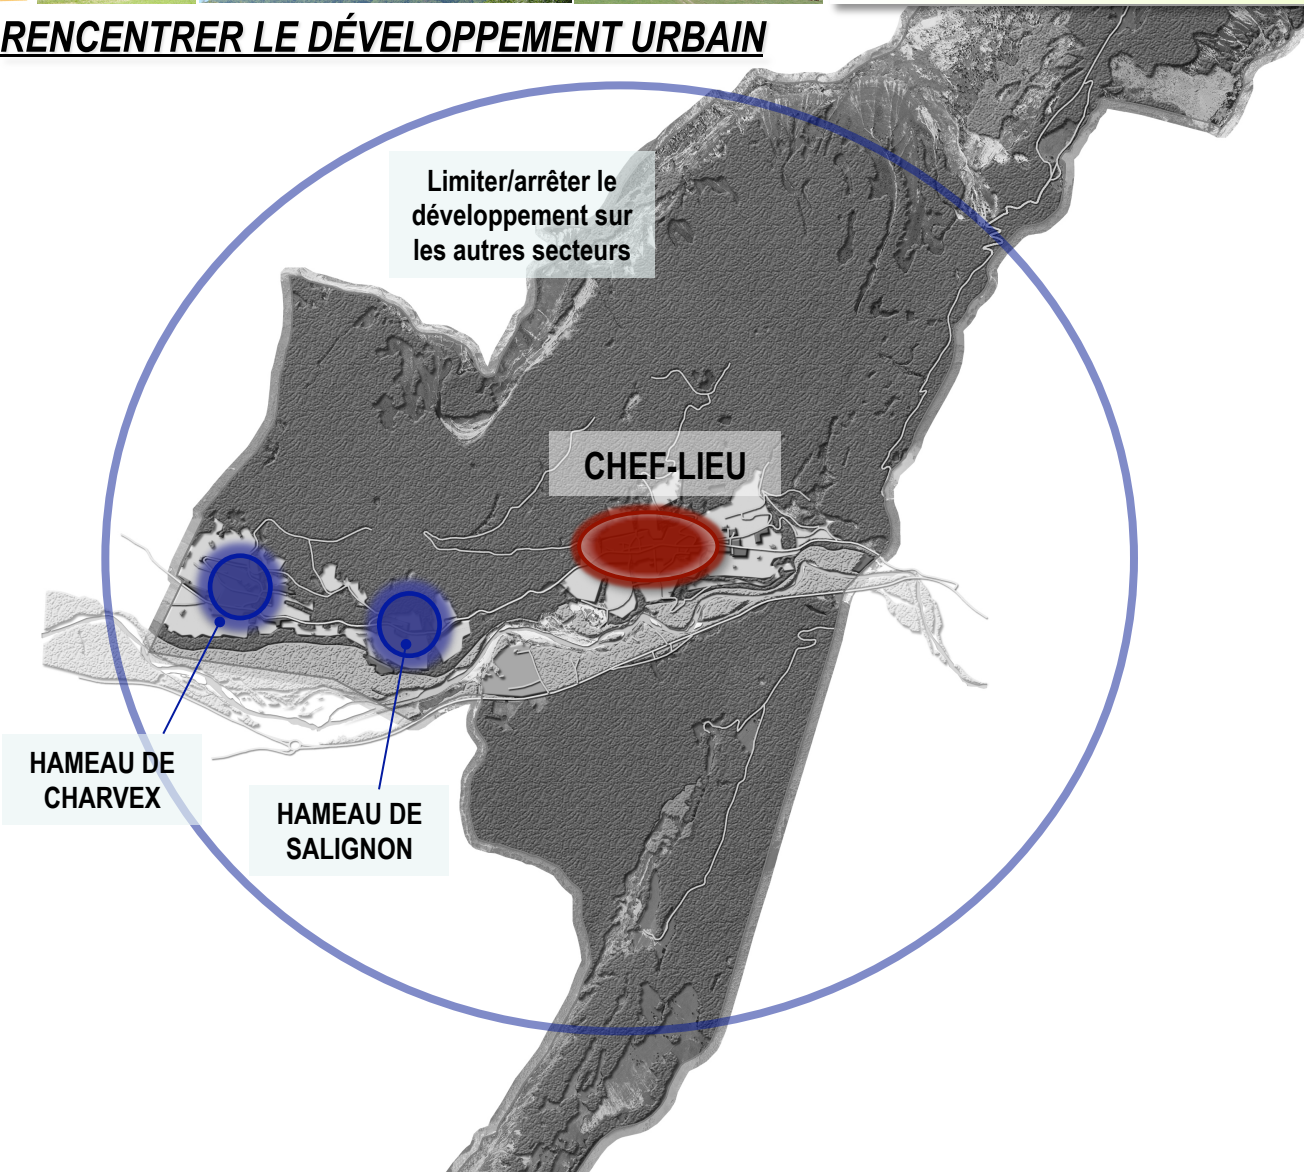 RENCENTRER LE DÉVELOPPEMENT URBAIN
Limiter/arrêter le
développement sur
les autres secteurs
CHEF-LIEU
HAMEAU DE
CHARVEX
HAMEAU DE
SALIGNON